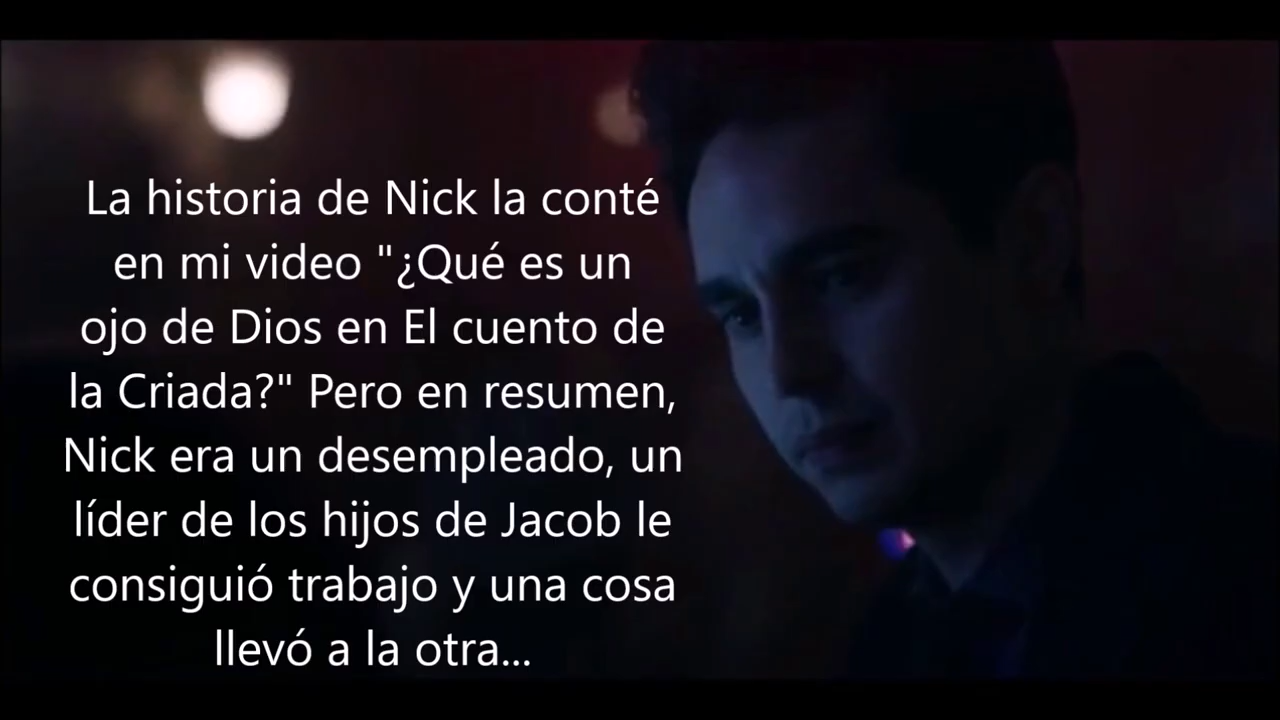 La historia de Nick la conté
en mi video "¿Qué es un
ojo de Dios en El cuento de
la Criada?" Pero en resumen,
Nick era un desempleado, un
líder de los hijos de Jacob le
consiguió trabajo y una cosa
llevó a la otra...